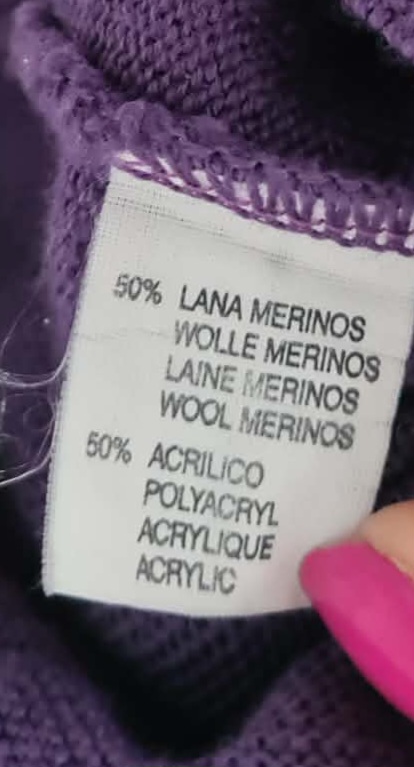 50% LANA MERINOS
WOLLE MERINOS
LAINE MERINOS
WOOL MERINOS
50% ACRILICO
POLYACRYL
ACRYLIQUE
ACRYLIC